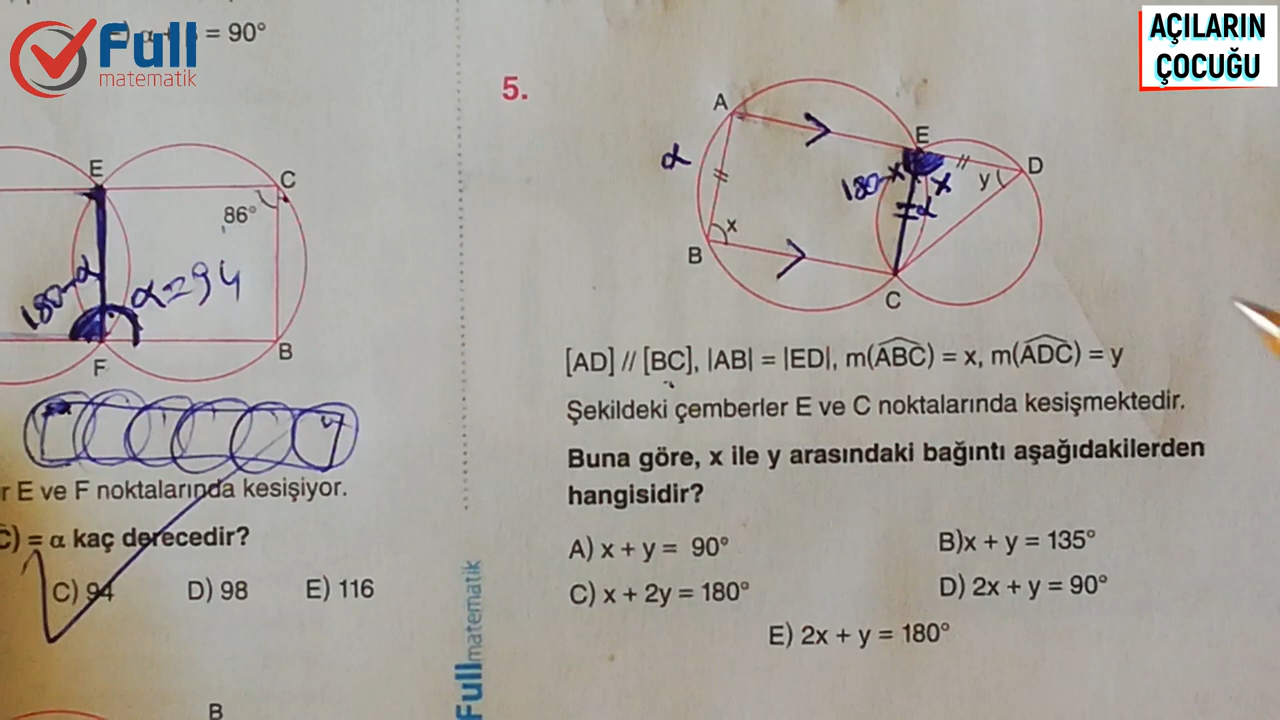 E) α + β = 90°
Full
matematik
E
C
86°
180-α
α=94
F
B
r E ve F noktalarında kesişiyor.
C) = α kaç derecedir?
C) 94
D) 98
E) 116
B
Fullmatematik
AÇILARIN
ÇOCUĞU
5.
A
α
E
D
180-x
x
y
α
x
B
C
[AD] // [BC], |AB| = |ED|, m(ABC) = x, m(ADC) = y
Şekildeki çemberler E ve C noktalarında kesişmektedir.
Buna göre, x ile y arasındaki bağıntı aşağıdakilerden
hangisidir?
A) x + y = 90°
B)x + y = 135°
C) x + 2y = 180°
D) 2x + y = 90°
E) 2x + y = 180°